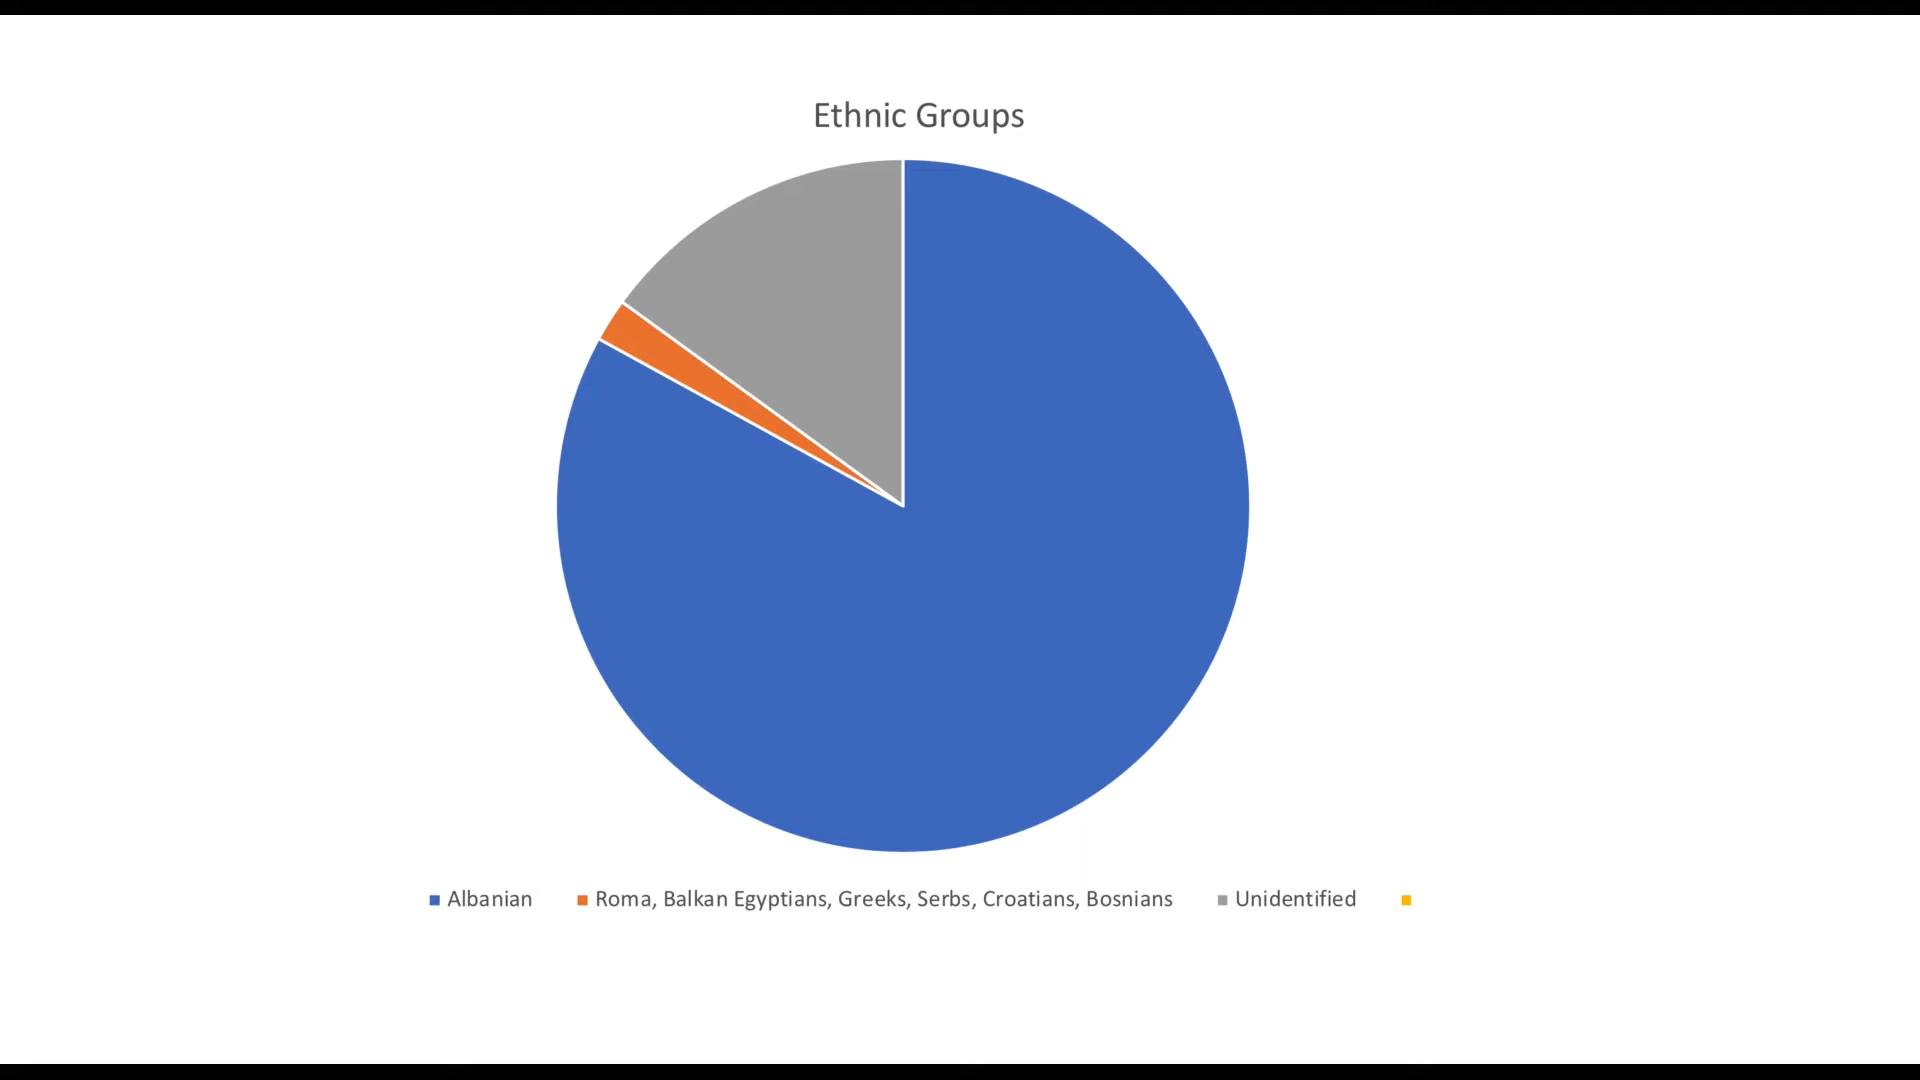 Ethnic Groups
Albanian Roma, Balkan Egyptians, Greeks, Serbs, Croatians, Bosnians Unidentified